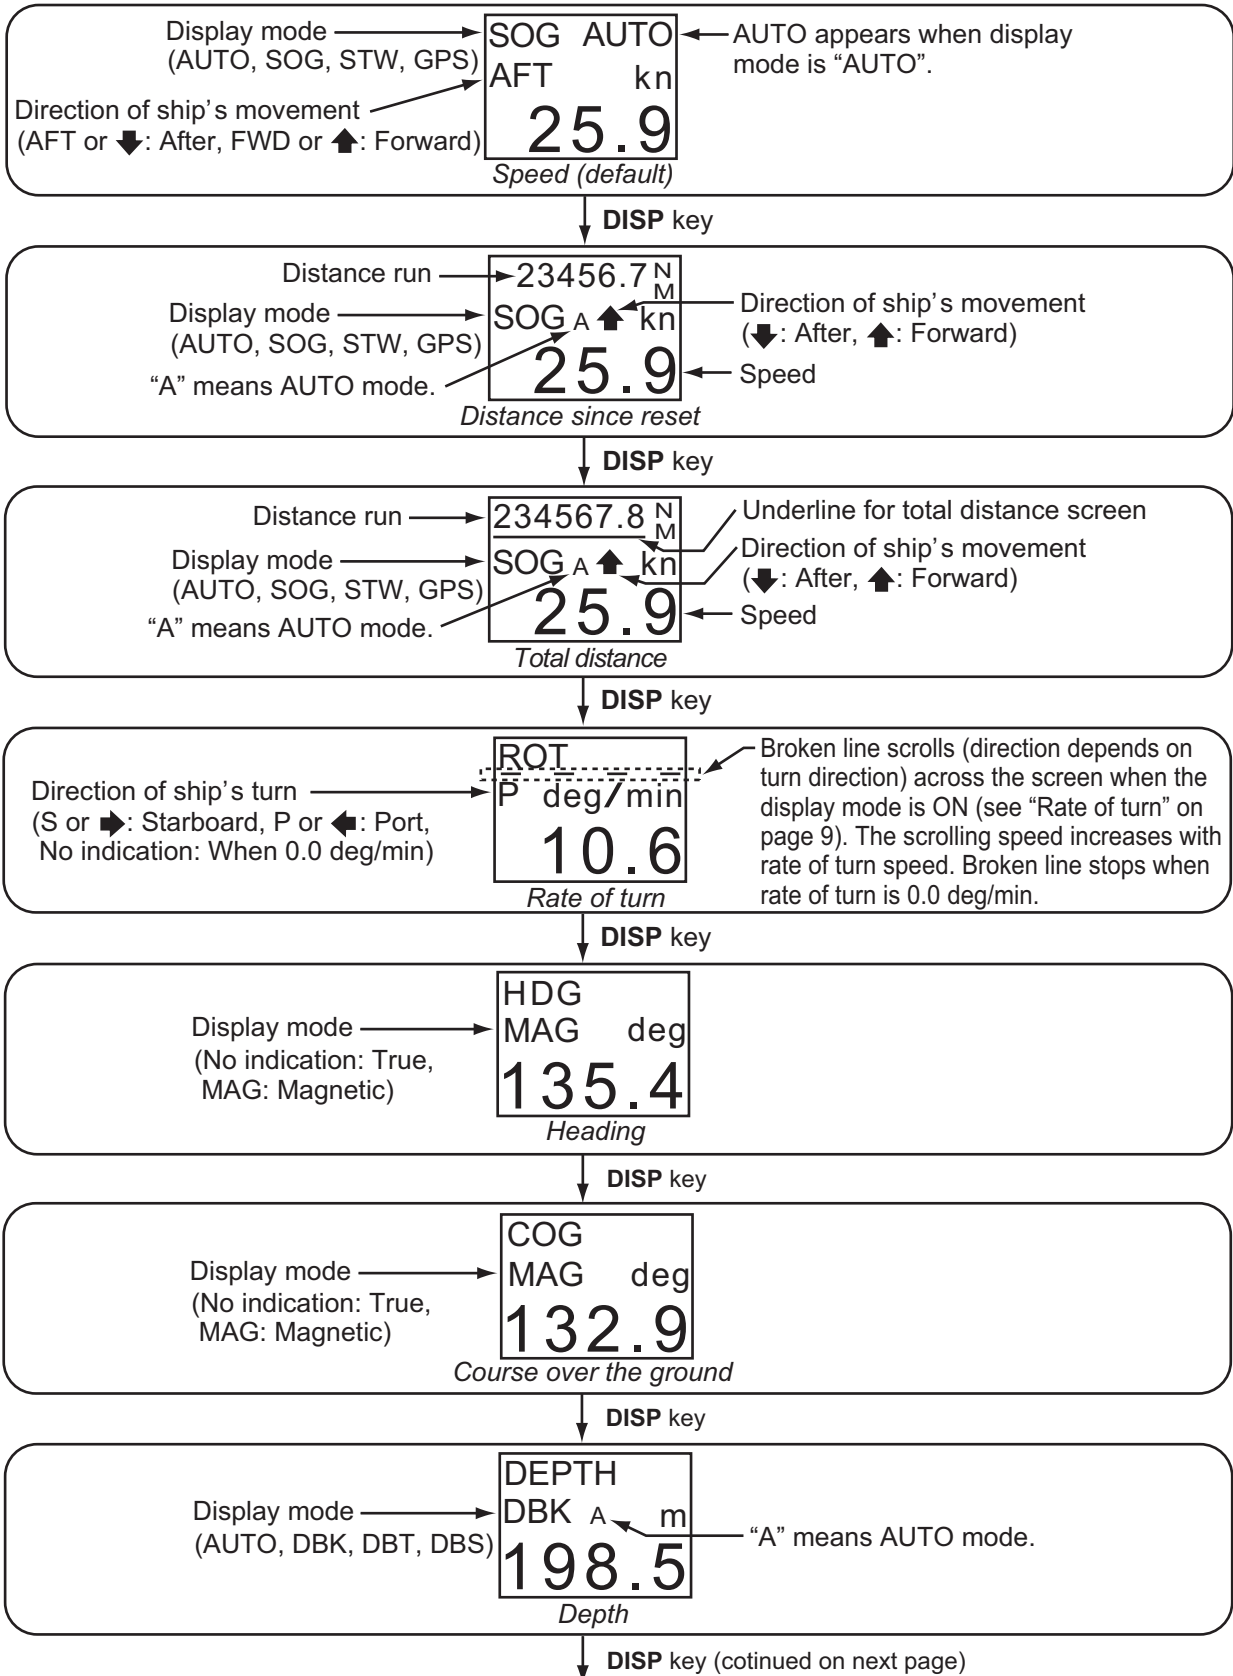 Display mode
(AUTO, SOG, STW, GPS)
Direction of ship's movement
(AFT or ⬇: After, FWD or ⬆: Forward)
SOG AUTO
AFT kn
25.9
AUTO appears when display
mode is “AUTO”.
Speed (default)
DISP key
Distance run
Display mode
(AUTO, SOG, STW, GPS)
“A” means AUTO mode.
23456.7 NM
SOG A ⬆ kn
25.9
Direction of ship's movement
(⬇: After, ⬆: Forward)
Speed
Distance since reset
DISP key
Distance run
Display mode
(AUTO, SOG, STW, GPS)
“A” means AUTO mode.
234567.8 NM
SOG A ⬆ kn
25.9
Underline for total distance screen
Direction of ship's movement
(⬇: After, ⬆: Forward)
Speed
Total distance
DISP key
Direction of ship's turn
(S or ➡: Starboard, P or ⬅: Port,
No indication: When 0.0 deg/min)
ROT
P deg/min
10.6
Broken line scrolls (direction depends on
turn direction) across the screen when the
display mode is ON (see “Rate of turn” on
page 9). The scrolling speed increases with
rate of turn speed. Broken line stops when
rate of turn is 0.0 deg/min.
Rate of turn
DISP key
Display mode
(No indication: True,
MAG: Magnetic)
HDG
MAG deg
135.4
Heading
DISP key
Display mode
(No indication: True,
MAG: Magnetic)
COG
MAG deg
132.9
Course over the ground
DISP key
Display mode
(AUTO, DBK, DBT, DBS)
DEPTH
DBK A m
198.5
“A” means AUTO mode.
Depth
DISP key (cotinued on next page)